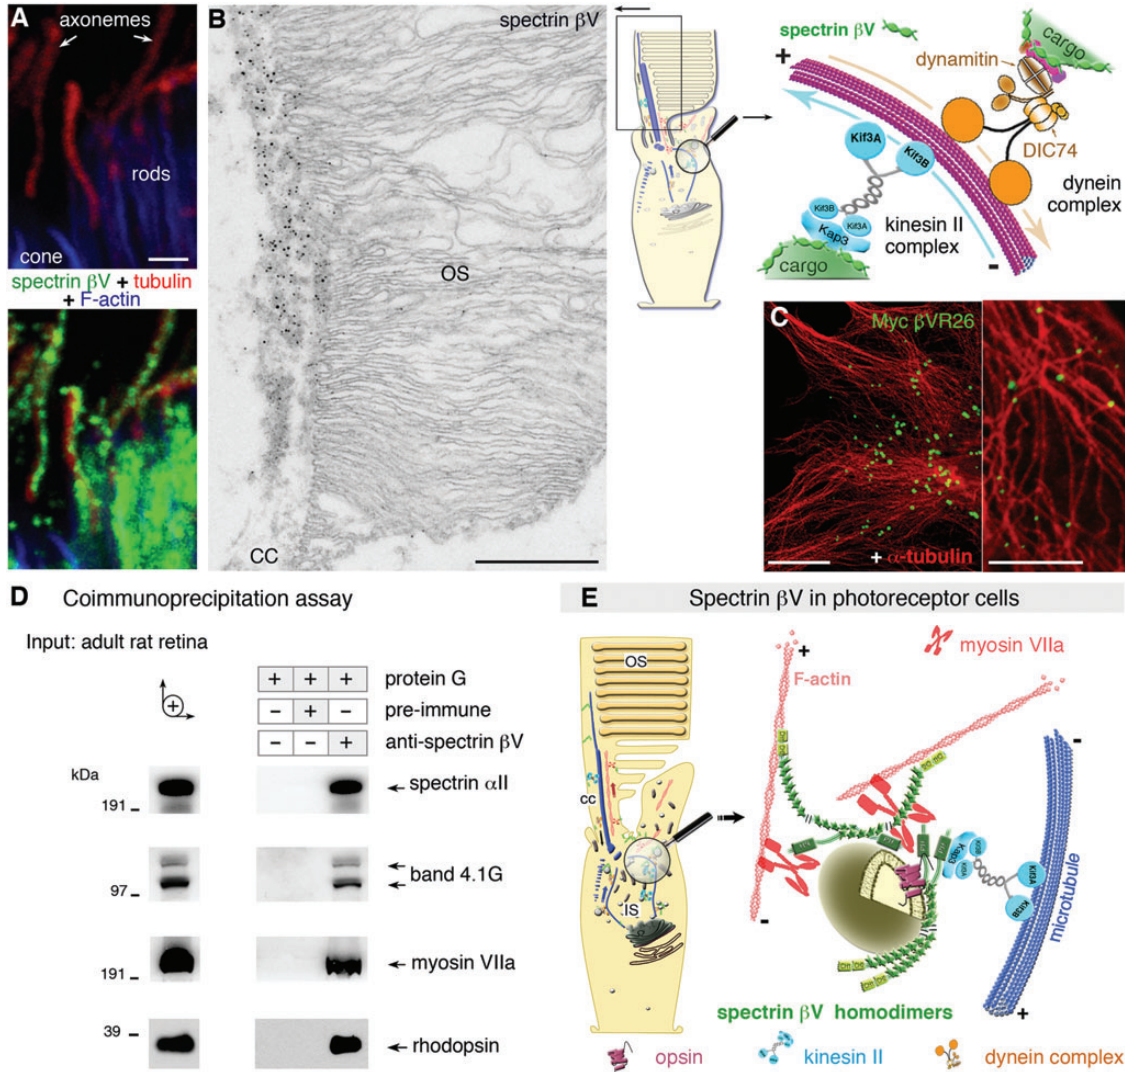 A
axonemes
rods
cone
spectrin βV + tubulin
+ F-actin
B
spectrin βV
OS
CC
spectrin βV
cargo
dynamitin
+
Kif3A
Kif3B
DIC74
dynein
complex
Kif3B
Kif3A
Kap3
kinesin II
complex
cargo
-
C
Myc βVR26
+ α-tubulin
D
Coimmunoprecipitation assay
Input: adult rat retina
+
+ + + protein G
- + - pre-immune
- - + anti-spectrin βV
kDa
191
spectrin αII
97
band 4.1G
191
myosin VIIa
39
rhodopsin
E
Spectrin βV in photoreceptor cells
OS
cc
IS
+
F-actin
myosin VIIa
-
-
Kap3
Kif3A
Kif3B
microtubule
+
spectrin βV homodimers
opsin
kinesin II
dynein complex